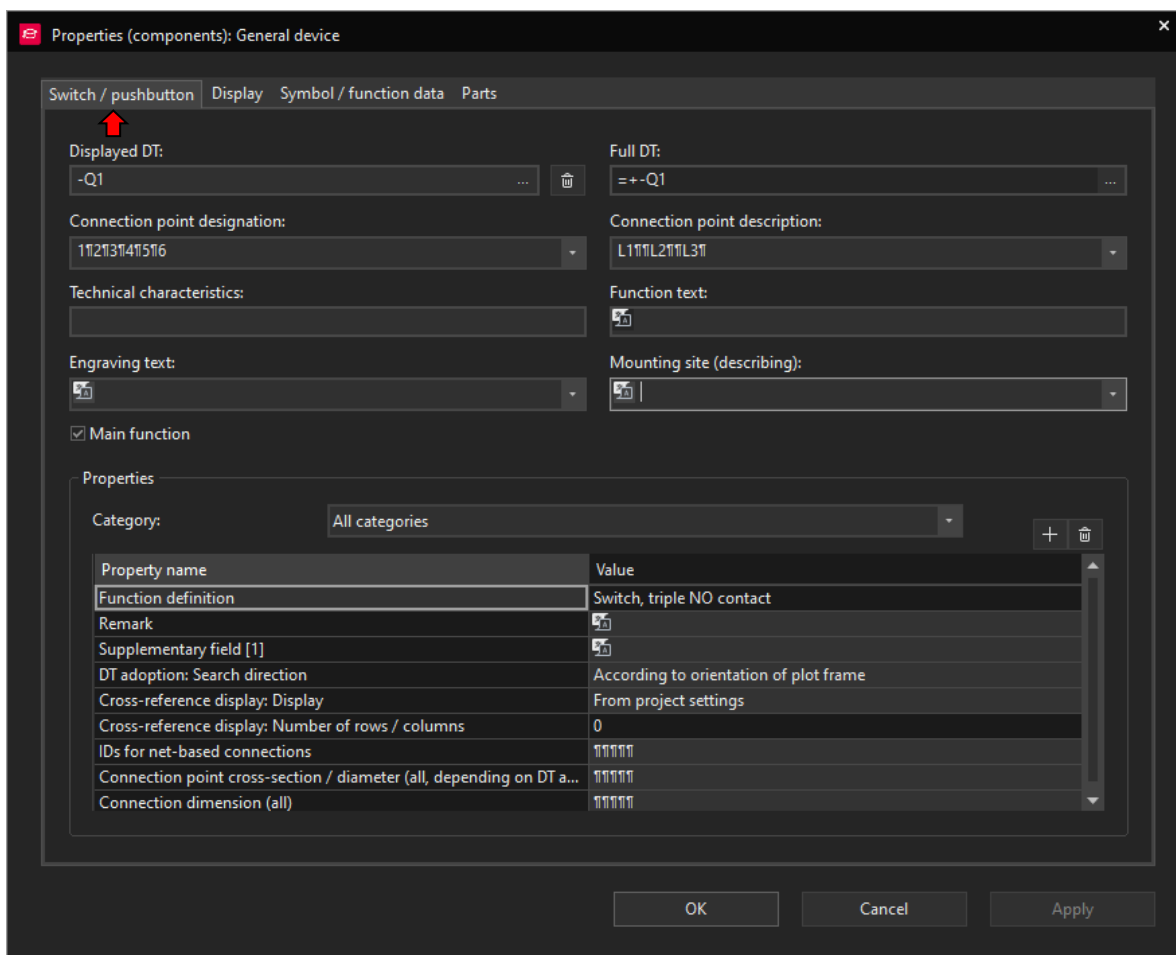 Properties (components): General device
Switch / pushbutton Display Symbol / function data Parts
Displayed DT: Full DT:
-Q1 ... =+-Q1 ...
Connection point designation: Connection point description:
1¶2¶3¶4¶5¶6 L1¶¶L2¶¶L3¶
Technical characteristics: Function text:
Engraving text: Mounting site (describing):
Main function
Properties
Category: All categories
Property name Value
Function definition Switch, triple NO contact
Remark
Supplementary field [1]
DT adoption: Search direction According to orientation of plot frame
Cross-reference display: Display From project settings
Cross-reference display: Number of rows / columns 0
IDs for net-based connections ¶¶¶¶¶
Connection point cross-section / diameter (all, depending on DT a... ¶¶¶¶¶
Connection dimension (all) ¶¶¶¶¶
OK Cancel Apply